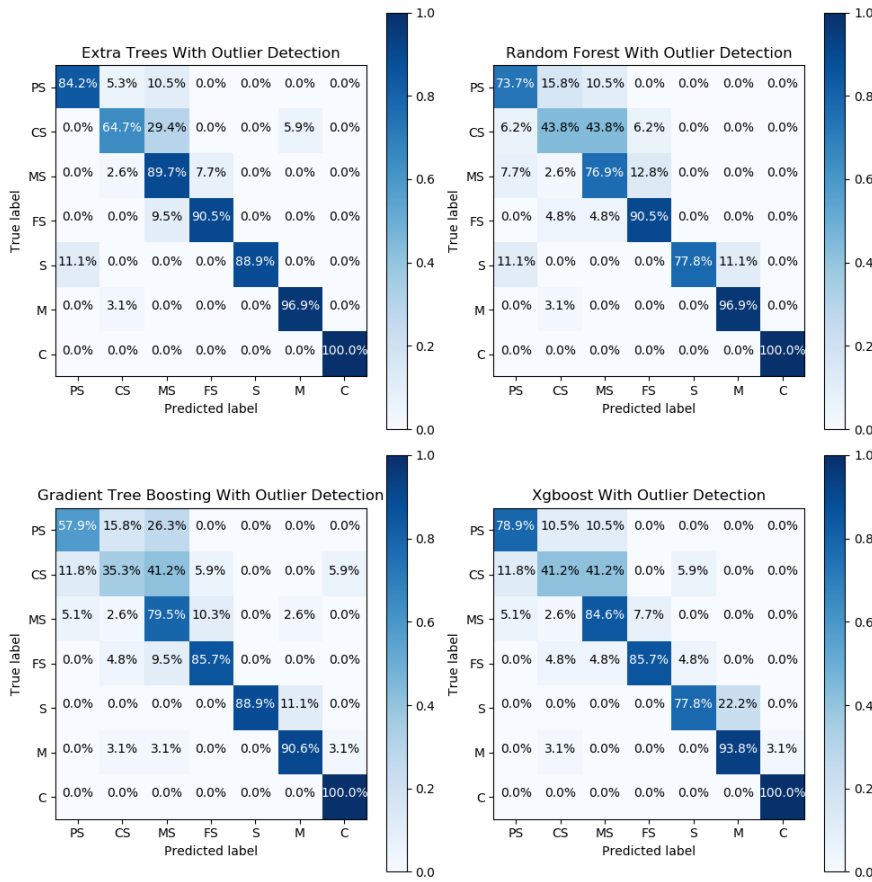 Extra Trees With Outlier Detection
True label
PS 84.2% 5.3% 10.5% 0.0% 0.0% 0.0% 0.0%
CS 0.0% 64.7% 29.4% 0.0% 0.0% 5.9% 0.0%
MS 0.0% 2.6% 89.7% 7.7% 0.0% 0.0% 0.0%
FS 0.0% 0.0% 9.5% 90.5% 0.0% 0.0% 0.0%
S 11.1% 0.0% 0.0% 0.0% 88.9% 0.0% 0.0%
M 0.0% 3.1% 0.0% 0.0% 0.0% 96.9% 0.0%
C 0.0% 0.0% 0.0% 0.0% 0.0% 0.0% 100.0%
PS CS MS FS S M C
Predicted label
1.0
0.8
0.6
0.4
0.2
0.0
Random Forest With Outlier Detection
True label
PS 73.7% 15.8% 10.5% 0.0% 0.0% 0.0% 0.0%
CS 6.2% 43.8% 43.8% 6.2% 0.0% 0.0% 0.0%
MS 7.7% 2.6% 76.9% 12.8% 0.0% 0.0% 0.0%
FS 0.0% 4.8% 4.8% 90.5% 0.0% 0.0% 0.0%
S 11.1% 0.0% 0.0% 0.0% 77.8% 11.1% 0.0%
M 0.0% 3.1% 0.0% 0.0% 0.0% 96.9% 0.0%
C 0.0% 0.0% 0.0% 0.0% 0.0% 0.0% 100.0%
PS CS MS FS S M C
Predicted label
1.0
0.8
0.6
0.4
0.2
0.0
Gradient Tree Boosting With Outlier Detection
True label
PS 57.9% 15.8% 26.3% 0.0% 0.0% 0.0% 0.0%
CS 11.8% 35.3% 41.2% 5.9% 0.0% 0.0% 5.9%
MS 5.1% 2.6% 79.5% 10.3% 0.0% 2.6% 0.0%
FS 0.0% 4.8% 9.5% 85.7% 0.0% 0.0% 0.0%
S 0.0% 0.0% 0.0% 0.0% 88.9% 11.1% 0.0%
M 0.0% 3.1% 3.1% 0.0% 0.0% 90.6% 3.1%
C 0.0% 0.0% 0.0% 0.0% 0.0% 0.0% 100.0%
PS CS MS FS S M C
Predicted label
1.0
0.8
0.6
0.4
0.2
0.0
Xgboost With Outlier Detection
True label
PS 78.9% 10.5% 10.5% 0.0% 0.0% 0.0% 0.0%
CS 11.8% 41.2% 41.2% 0.0% 5.9% 0.0% 0.0%
MS 5.1% 2.6% 84.6% 7.7% 0.0% 0.0% 0.0%
FS 0.0% 4.8% 4.8% 85.7% 4.8% 0.0% 0.0%
S 0.0% 0.0% 0.0% 0.0% 77.8% 22.2% 0.0%
M 0.0% 3.1% 0.0% 0.0% 0.0% 93.8% 3.1%
C 0.0% 0.0% 0.0% 0.0% 0.0% 0.0% 100.0%
PS CS MS FS S M C
Predicted label
1.0
0.8
0.6
0.4
0.2
0.0